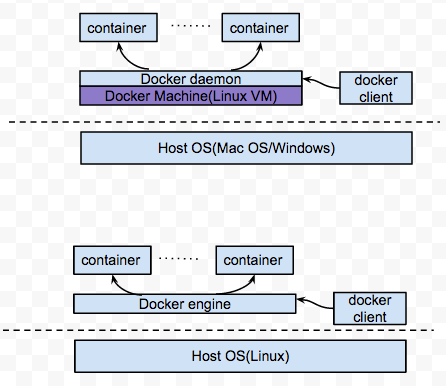 container ....... container
Docker daemon
docker
client
Docker Machine(Linux VM)
Host OS(Mac OS/Windows)
container ....... container
Docker engine
docker
client
Host OS(Linux)